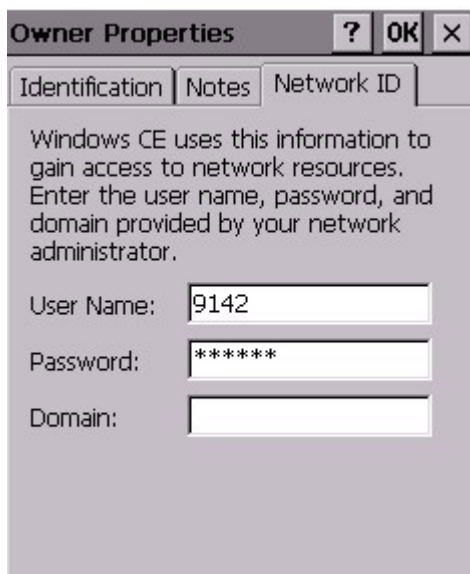 Owner Properties ? OK ×
Identification Notes Network ID
Windows CE uses this information to
gain access to network resources.
Enter the user name, password, and
domain provided by your network
administrator.
User Name: 9142
Password: ******
Domain: